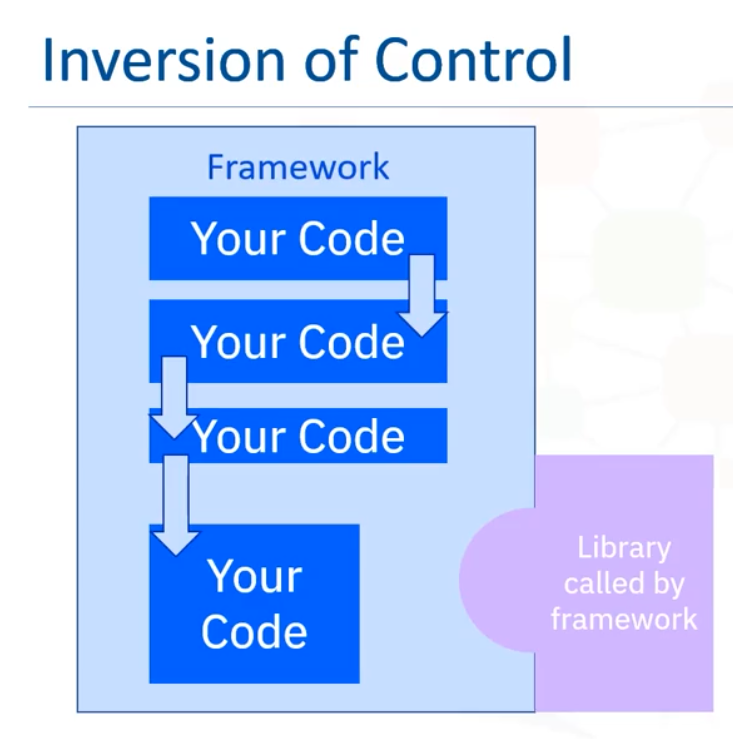 Inversion of Control
Framework
Your Code
Your Code
Your Code
Your
Code
Library
called by
framework